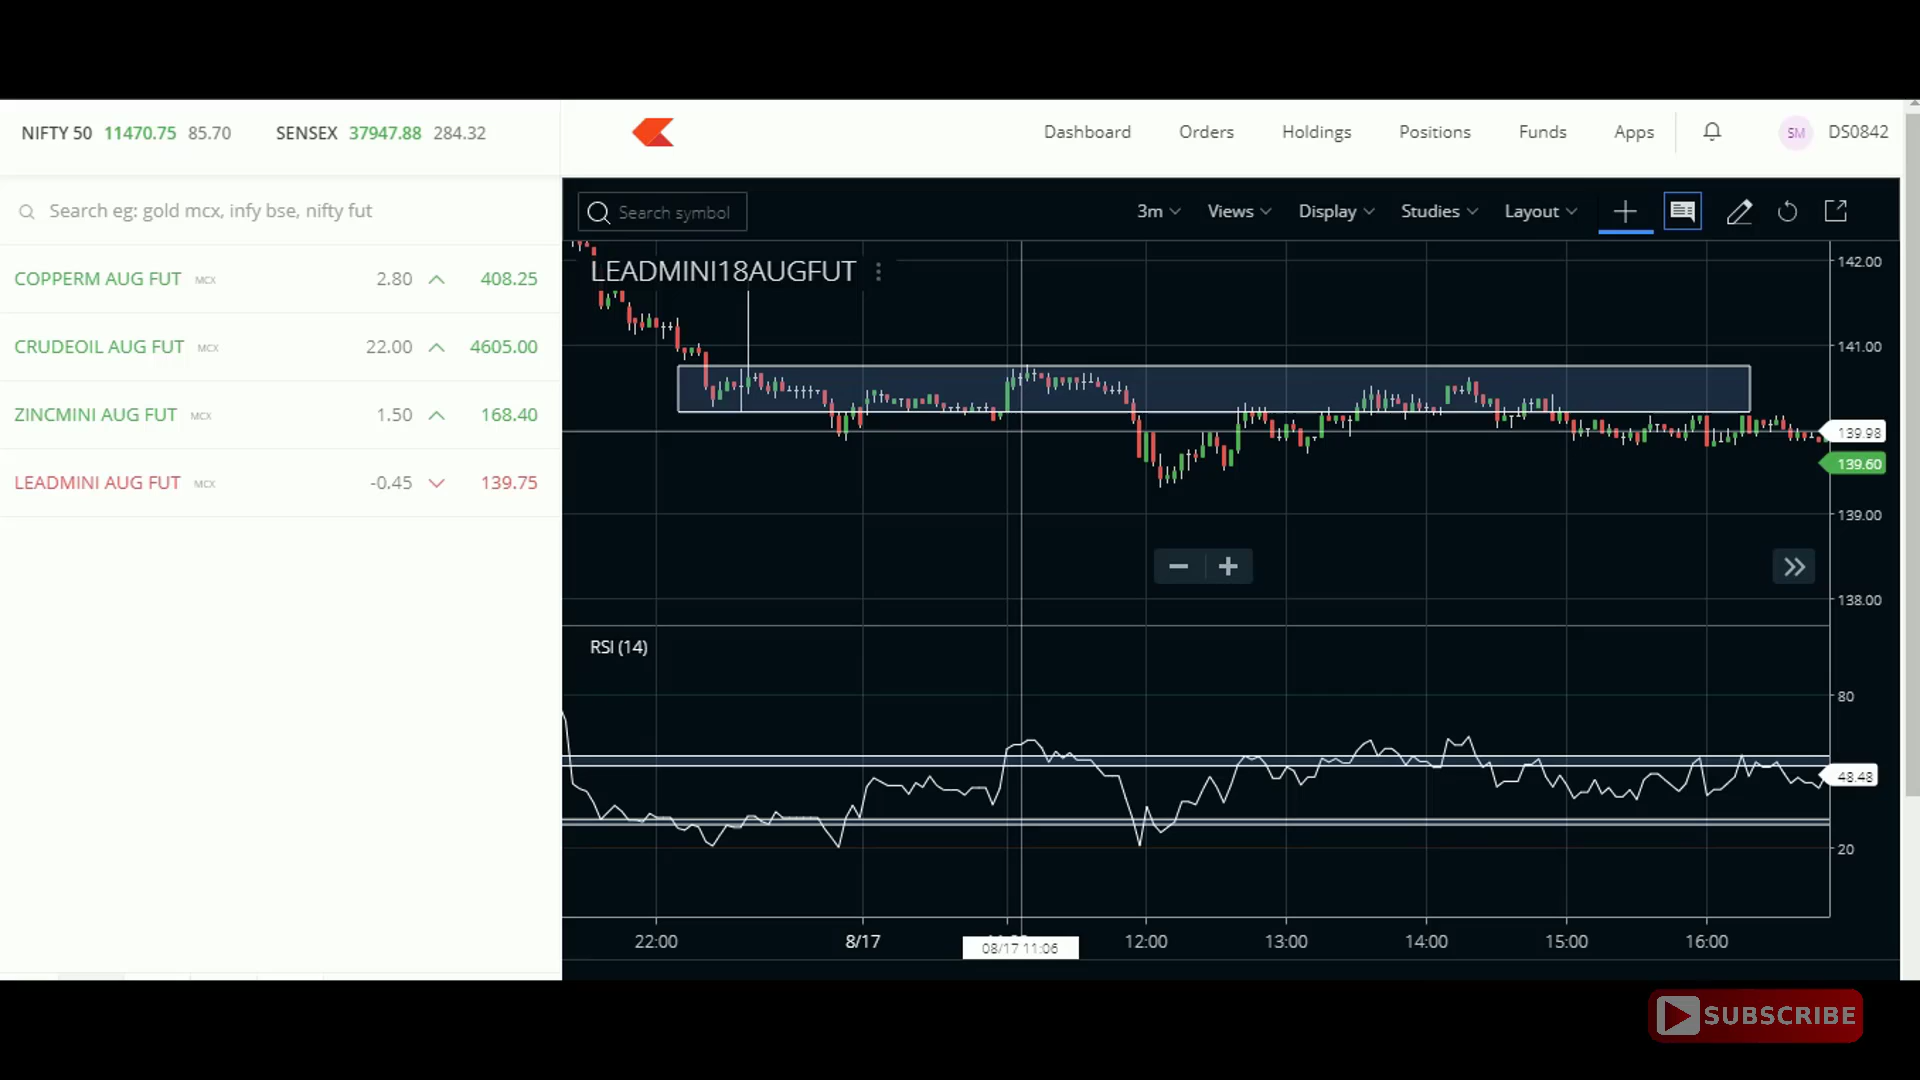 NIFTY 50 11470.75 85.70 SENSEX 37947.88 284.32
Dashboard Orders Holdings Positions Funds Apps SM DS0842
Search eg: gold mcx, infy bse, nifty fut
Search symbol 3m Views Display Studies Layout
COPPERM AUG FUT MCX 2.80 408.25
CRUDEOIL AUG FUT MCX 22.00 4605.00
ZINCMINI AUG FUT MCX 1.50 168.40
LEADMINI AUG FUT MCX -0.45 139.75
LEADMINI18AUGFUT
142.00
141.00
139.98
139.60
139.00
138.00
RSI (14)
80
48.48
20
22:00 8/17 08/17 11:06 12:00 13:00 14:00 15:00 16:00
SUBSCRIBE